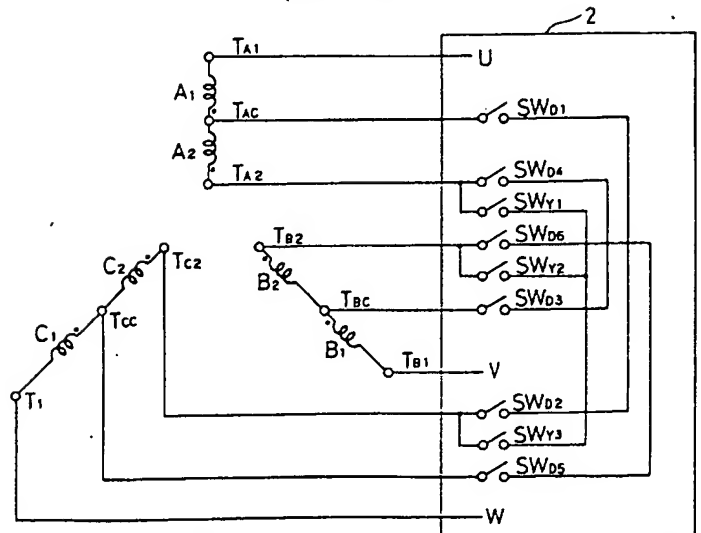 2
TA1
U
A1
TAC
SWD1
A2
TA2
SWD4
SWY1
TB2
SWD6
C2
TC2
B2
SWY2
TBC
SWD3
C1
TCC
B1
TB1
V
T1
SWD2
SWY3
SWD5
W